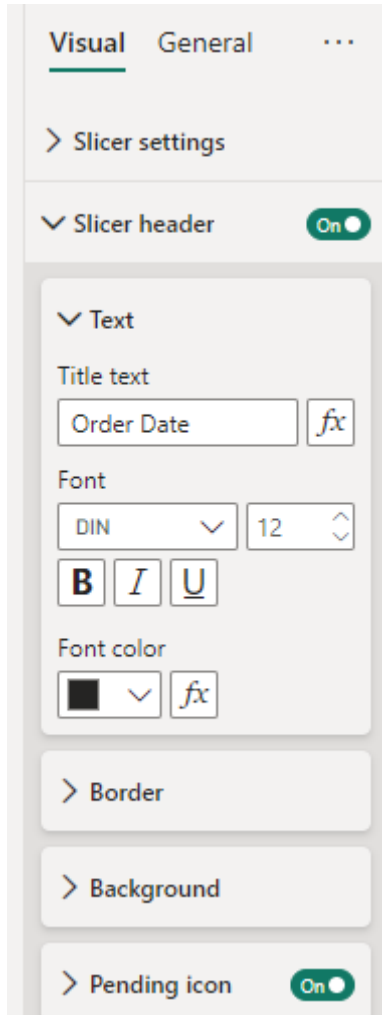 Visual General ...
Slicer settings
Slicer header On
Text
Title text
Order Date fx
Font
DIN 12
B I U
Font color
fx
Border
Background
Pending icon On